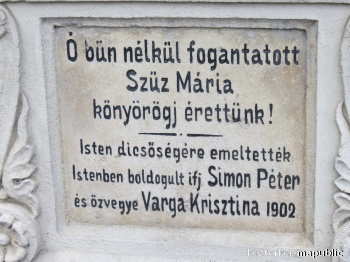 Ó bün nélkül fogantatott
Szüz Mária
könyörögj érettünk!
Isten dicsőségére emeltették
Istenben boldogult ifj. Simon Péter
és özvegye Varga Krisztina 1902